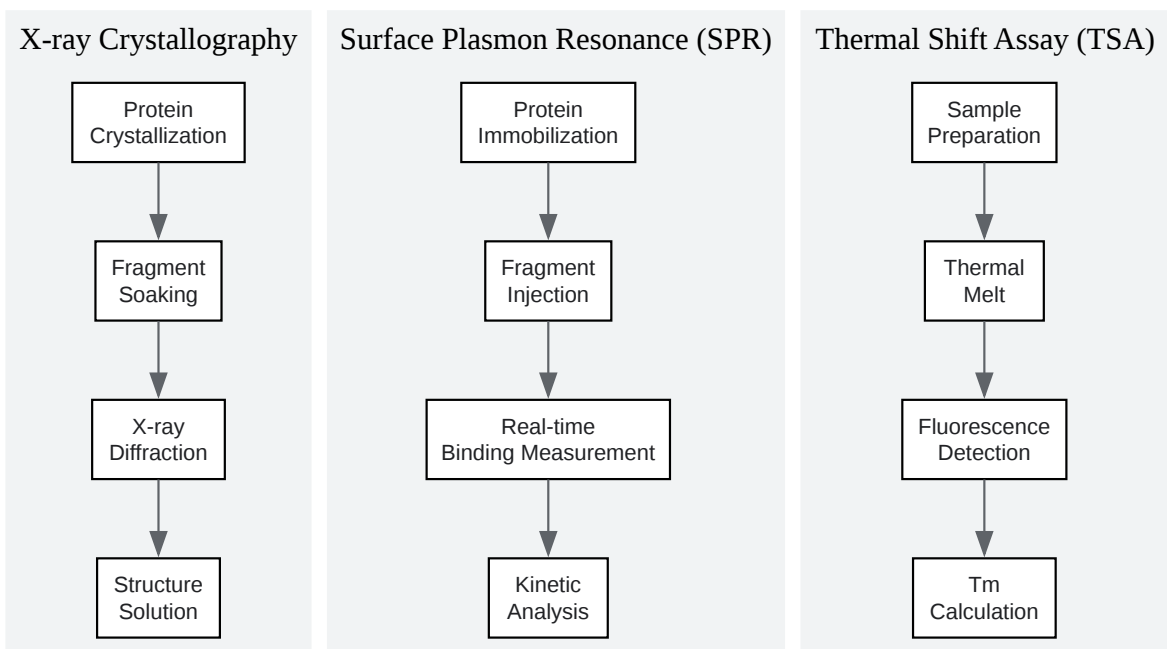 X-ray Crystallography
Protein
Crystallization
Fragment
Soaking
X-ray
Diffraction
Structure
Solution
Surface Plasmon Resonance (SPR)
Protein
Immobilization
Fragment
Injection
Real-time
Binding Measurement
Kinetic
Analysis
Thermal Shift Assay (TSA)
Sample
Preparation
Thermal
Melt
Fluorescence
Detection
Tm
Calculation